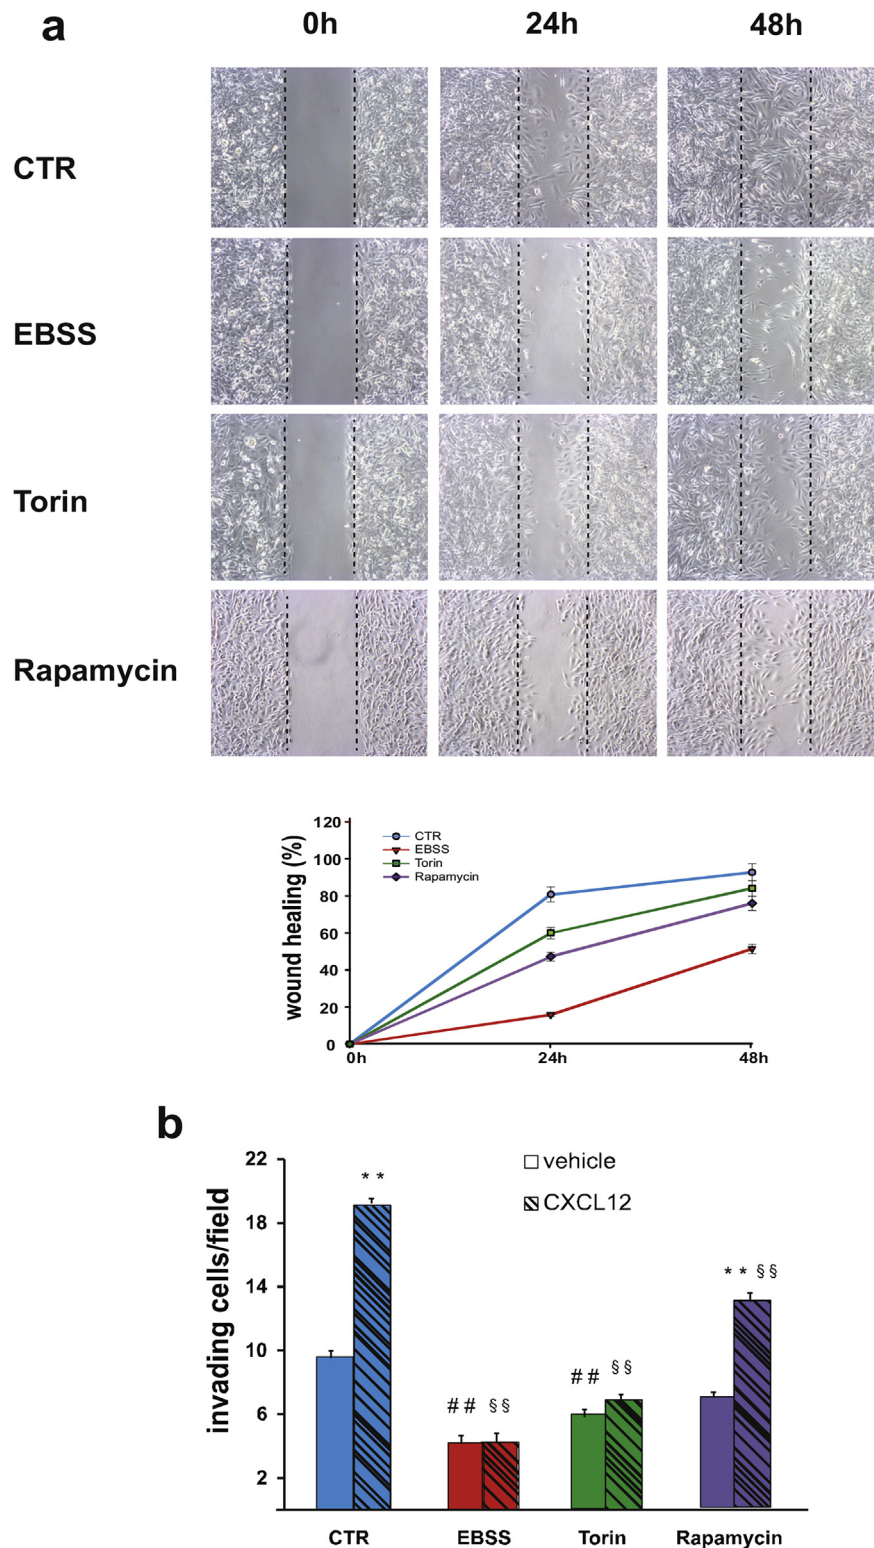 a
0h 24h 48h
CTR
EBSS
Torin
Rapamycin
wound healing (%)
120
100
80
60
40
20
0
CTR
EBSS
Torin
Rapamycin
0h 24h 48h
b
invading cells/field
22
18
14
10
6
2
vehicle
CXCL12
* *
## §§
## §§
* * §§
CTR EBSS Torin Rapamycin